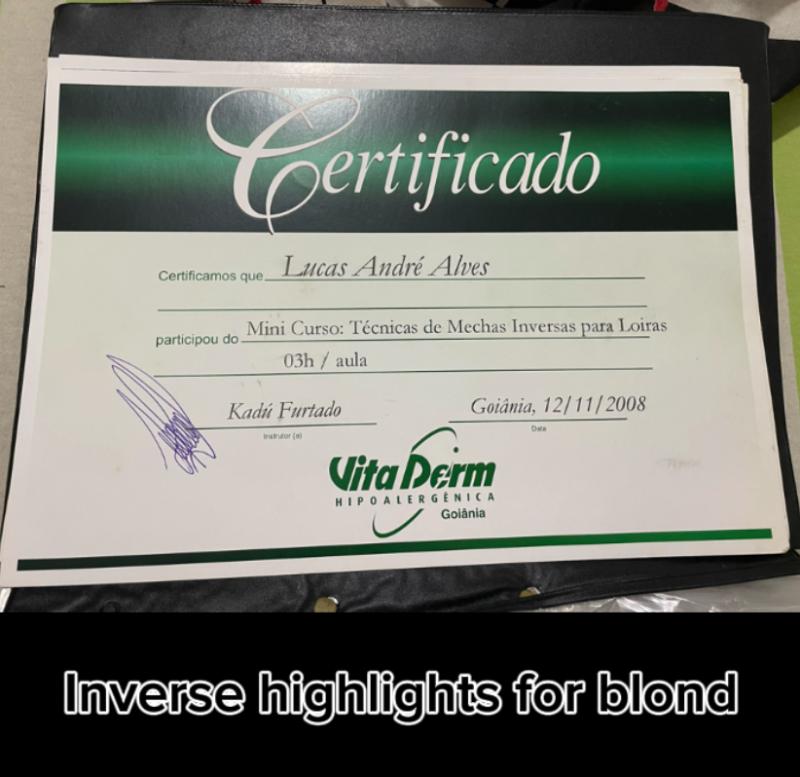 Certificado
Certificamos que Lucas André Alves
participou do Mini Curso: Técnicas de Mechas Inversas para Loiras
03h / aula
Kadú Furtado Goiânia, 12/11/2008
Instrutor (a) Data
Vita Derm
HIPOALERGÊNICA
Goiânia
Inverse highlights for blond